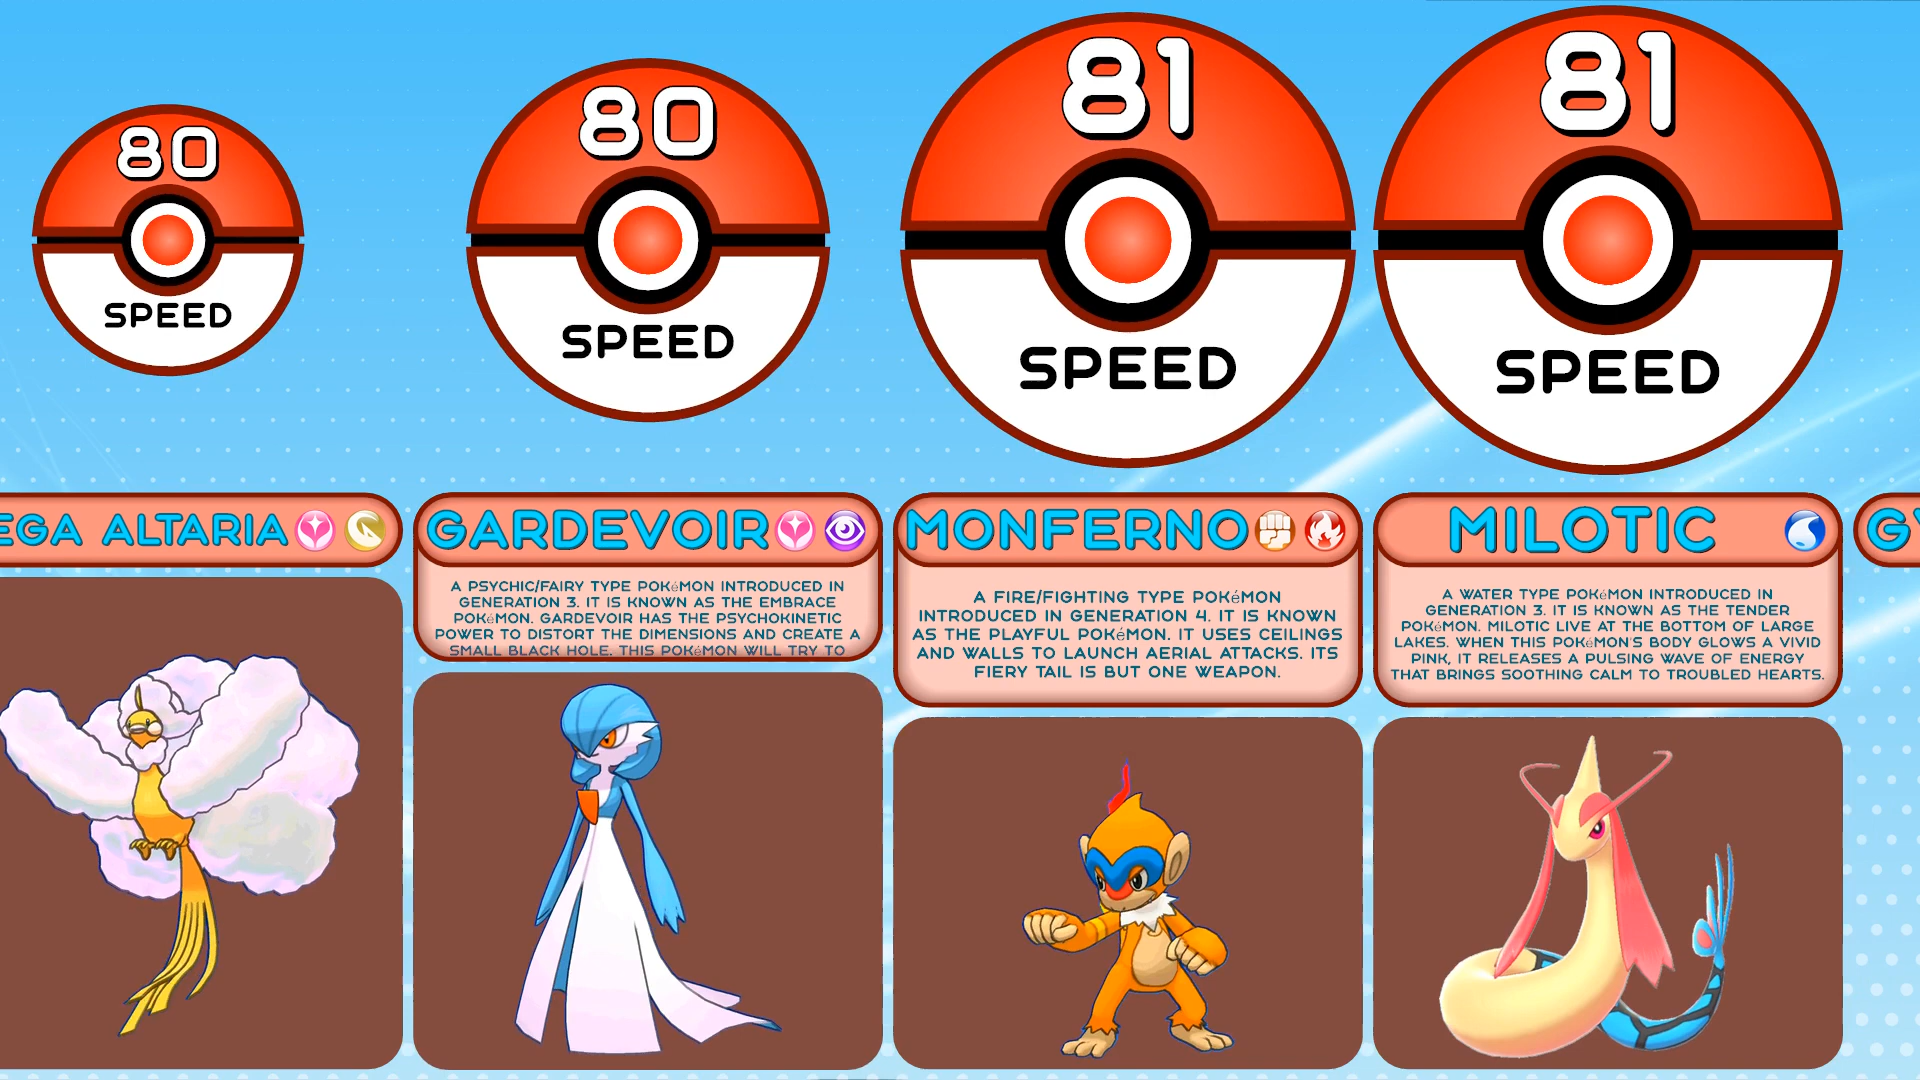 80
SPEED
80
SPEED
81
SPEED
81
SPEED
EGA ALTARIA
GARDEVOIR
A PSYCHIC/FAIRY TYPE POKéMON INTRODUCED IN
GENERATION 3. IT IS KNOWN AS THE EMBRACE
POKéMON. GARDEVOIR HAS THE PSYCHOKINETIC
POWER TO DISTORT THE DIMENSIONS AND CREATE A
SMALL BLACK HOLE. THIS POKéMON WILL TRY TO
MONFERNO
A FIRE/FIGHTING TYPE POKéMON
INTRODUCED IN GENERATION 4. IT IS KNOWN
AS THE PLAYFUL POKéMON. IT USES CEILINGS
AND WALLS TO LAUNCH AERIAL ATTACKS. ITS
FIERY TAIL IS BUT ONE WEAPON.
MILOTIC
A WATER TYPE POKéMON INTRODUCED IN
GENERATION 3. IT IS KNOWN AS THE TENDER
POKéMON. MILOTIC LIVE AT THE BOTTOM OF LARGE
LAKES. WHEN THIS POKéMON'S BODY GLOWS A VIVID
PINK, IT RELEASES A PULSING WAVE OF ENERGY
THAT BRINGS SOOTHING CALM TO TROUBLED HEARTS.
GY